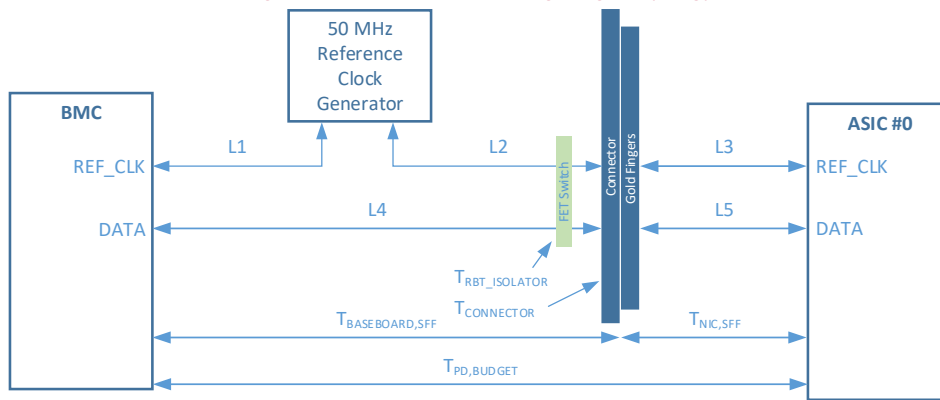 50 MHz
Reference
Clock
Generator
BMC
ASIC #0
L1
L2
L3
REF_CLK
REF_CLK
FET Switch
Connector
Gold Fingers
L4
L5
DATA
DATA
TRBT_ISOLATOR
TCONNECTOR
TBASEBOARD,SFF
TNIC,SFF
TPD,BUDGET